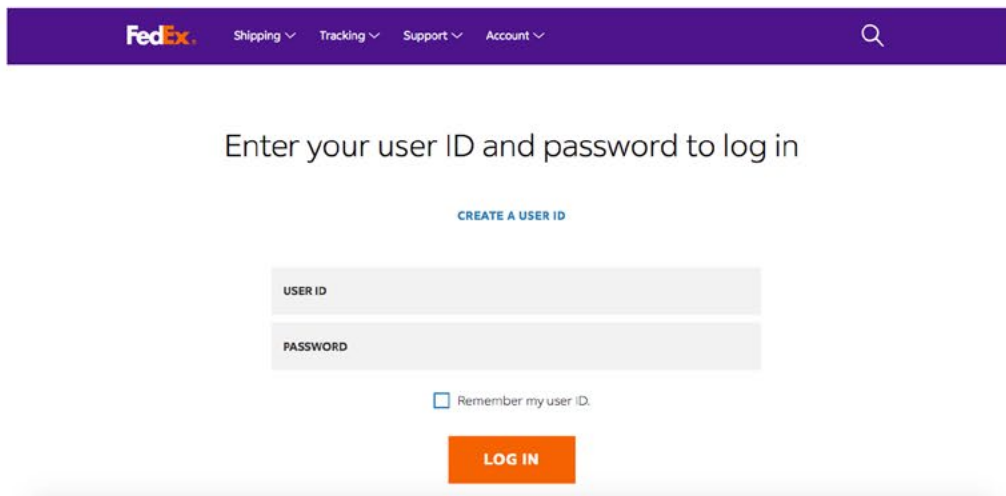 FedEx. Shipping Tracking Support Account
Enter your user ID and password to log in
CREATE A USER ID
USER ID
PASSWORD
Remember my user ID.
LOG IN